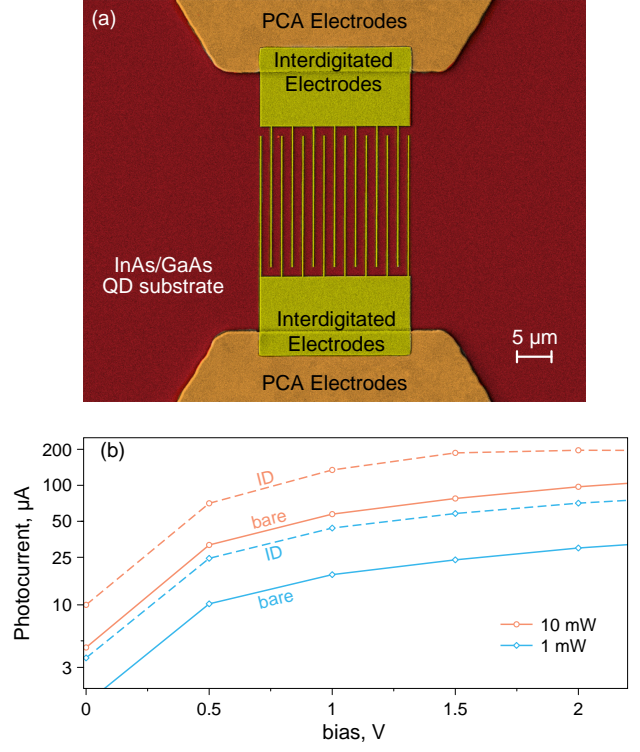 (a)
PCA Electrodes
Interdigitated
Electrodes
InAs/GaAs
QD substrate
Interdigitated
Electrodes
5 µm
PCA Electrodes
(b)
200
100
50
25
10
3
Photocurrent, µA
ID
bare
ID
bare
10 mW
1 mW
0
0.5
1
1.5
2
bias, V